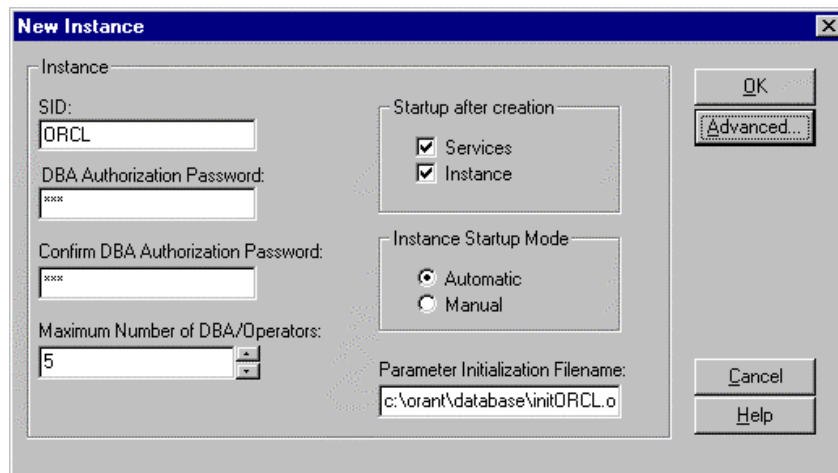 New Instance
Instance
SID:
ORCL
DBA Authorization Password:
***
Confirm DBA Authorization Password:
***
Maximum Number of DBA/Operators:
5
Startup after creation
Services
Instance
Instance Startup Mode
Automatic
Manual
Parameter Initialization Filename:
c:\orant\database\initORCL.o
OK
Advanced...
Cancel
Help